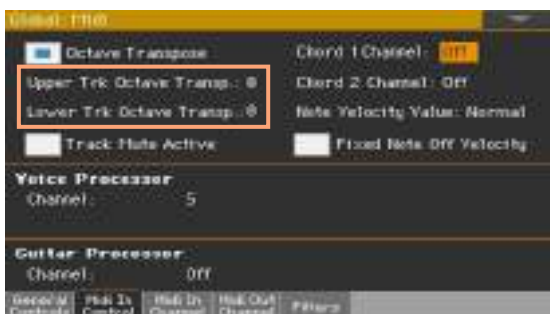 Global: Midi
Octave Transpose
Chord 1 Channel: Off
Upper Trk Octave Transp.: 0
Chord 2 Channel: Off
Lower Trk Octave Transp.: 0
Note Velocity Value: Normal
Track Mute Active
Fixed Note Off Velocity
Voice Processor
Channel: 5
Guitar Processor
Channel: Off
General Controls
Midi In Control
Midi In Channel
Midi Out Channel
Filters